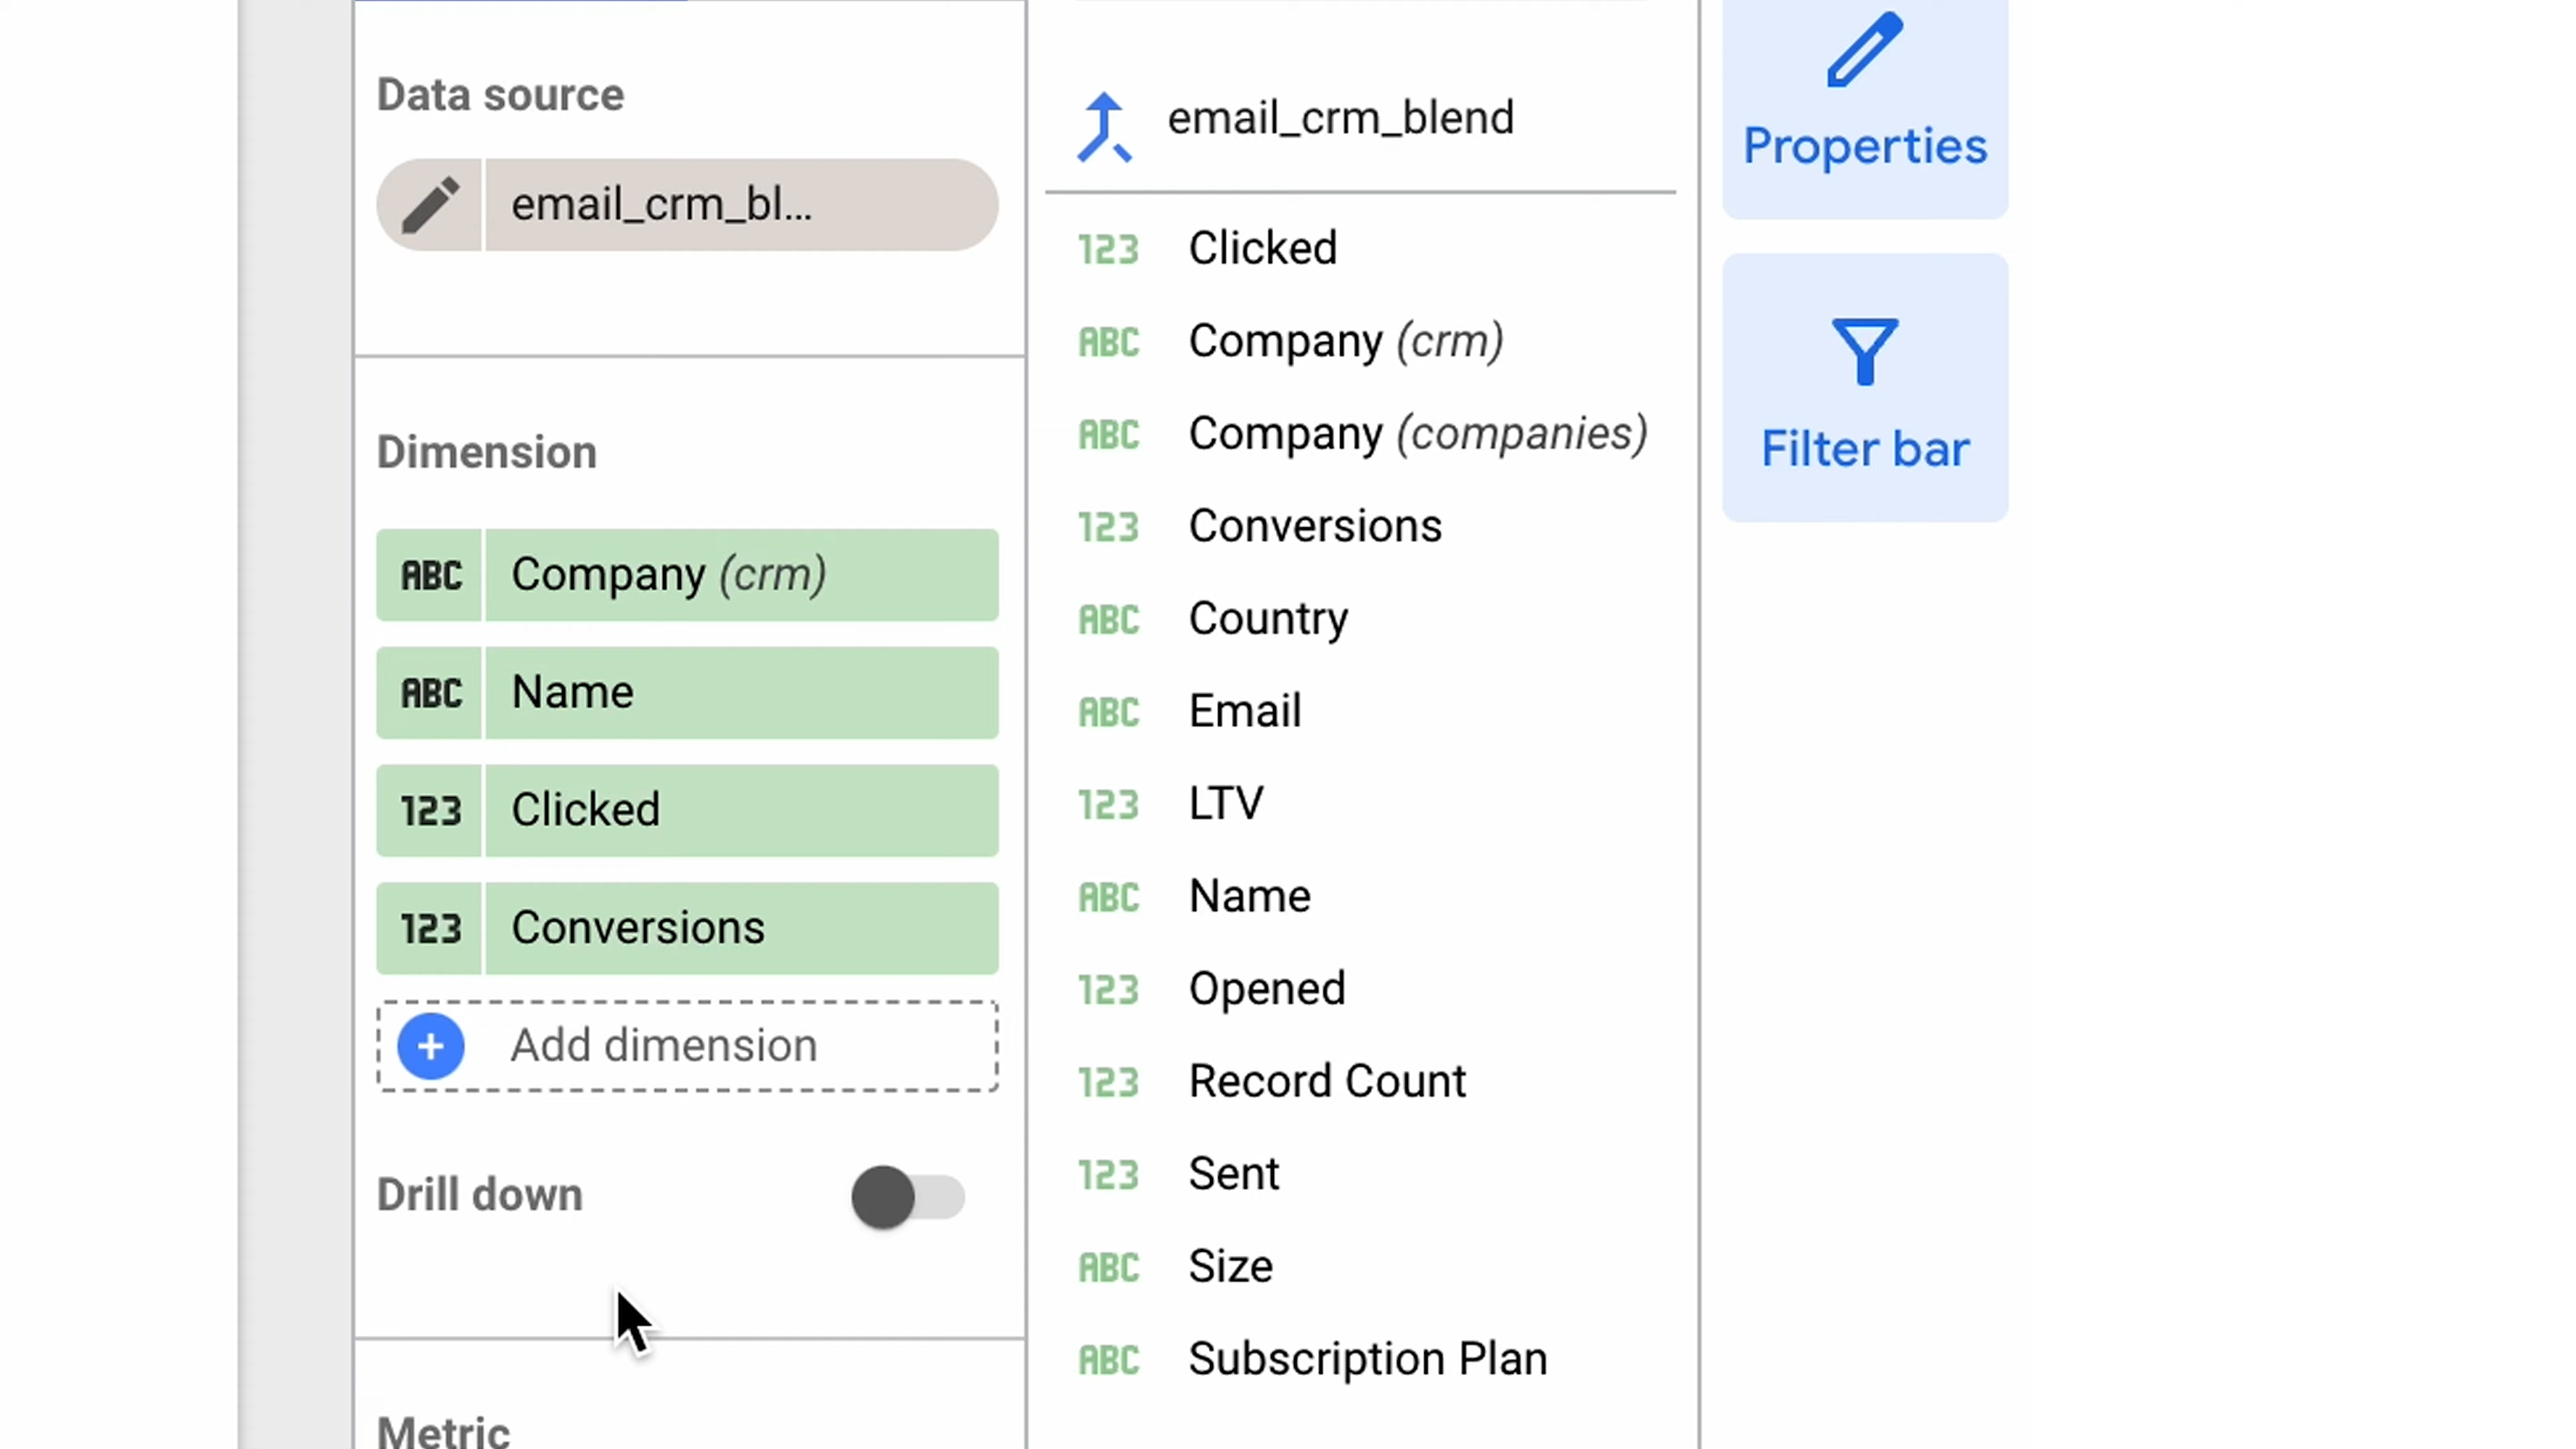 Data source
email_crm_bl...
Dimension
ABC Company (crm)
ABC Name
123 Clicked
123 Conversions
+ Add dimension
Drill down
Metric
email_crm_blend
123 Clicked
ABC Company (crm)
ABC Company (companies)
123 Conversions
ABC Country
ABC Email
123 LTV
ABC Name
123 Opened
123 Record Count
123 Sent
ABC Size
ABC Subscription Plan
Properties
Filter bar